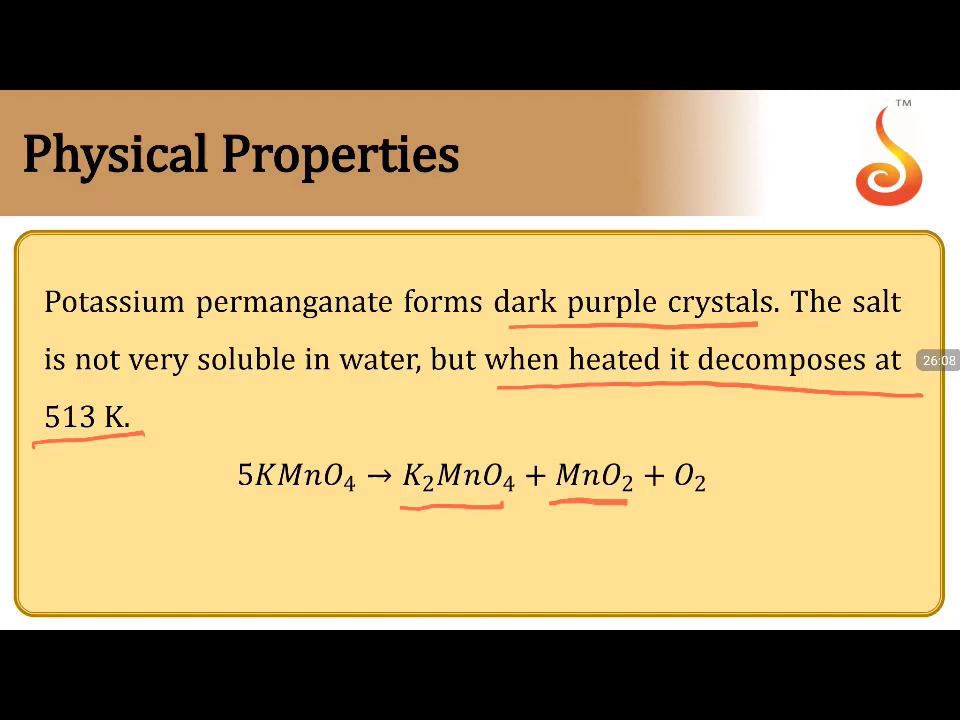 TM
Physical Properties
Potassium permanganate forms dark purple crystals. The salt
is not very soluble in water, but when heated it decomposes at
26:08
513 K.
5KMnO₄ → K₂MnO₄ + MnO₂ + O₂